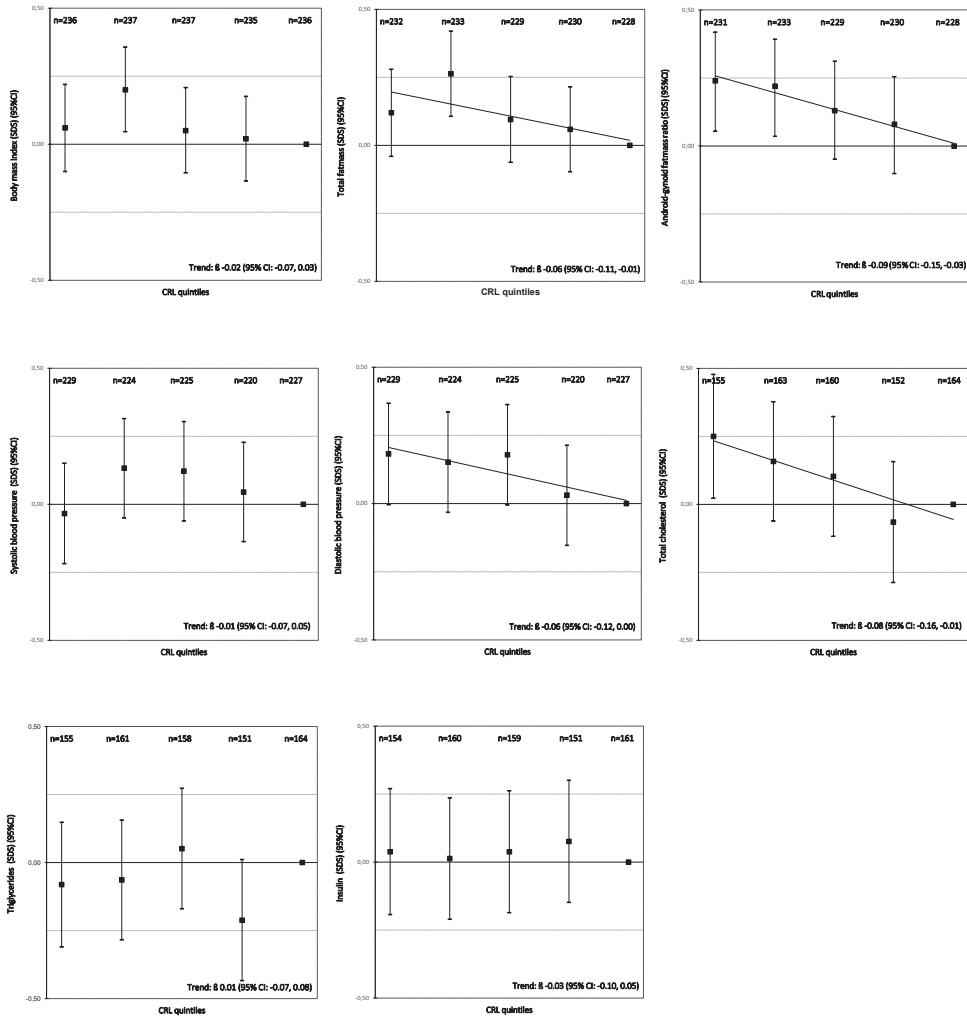 n=236 n=237 n=237 n=235 n=236
0,50
0,00
-0,50
Body mass index (SDS) (95%CI)
Trend: ß -0.02 (95% CI: -0.07, 0.03)
CRL quintiles
n=232 n=233 n=229 n=230 n=228
0,50
0,00
-0,50
Total fatmass (SDS) (95%CI)
Trend: ß -0.06 (95% CI: -0.11, -0.01)
CRL quintiles
n=231 n=233 n=229 n=230 n=228
0,50
0,00
-0,50
Android-gynoid fatmass ratio (SDS) (95%CI)
Trend: ß -0.09 (95% CI: -0.15, -0.03)
CRL quintiles
n=229 n=224 n=225 n=220 n=227
0,50
0,00
-0,50
Systolic blood pressure (SDS) (95%CI)
Trend: ß -0.01 (95% CI: -0.07, 0.05)
CRL quintiles
n=229 n=224 n=225 n=220 n=227
0,50
0,00
-0,50
Diastolic blood pressure (SDS) (95%CI)
Trend: ß -0.06 (95% CI: -0.12, 0.00)
CRL quintiles
n=155 n=163 n=160 n=152 n=164
0,50
0,00
-0,50
Total cholesterol (SDS) (95%CI)
Trend: ß -0.08 (95% CI: -0.16, -0.01)
CRL quintiles
n=155 n=161 n=158 n=151 n=164
0,50
0,00
-0,50
Triglycerides (SDS) (95%CI)
Trend: ß 0.01 (95% CI: -0.07, 0.08)
CRL quintiles
n=154 n=160 n=159 n=151 n=161
0,50
0,00
-0,50
Insulin (SDS) (95%CI)
Trend: ß -0.03 (95% CI: -0.10, 0.05)
CRL quintiles